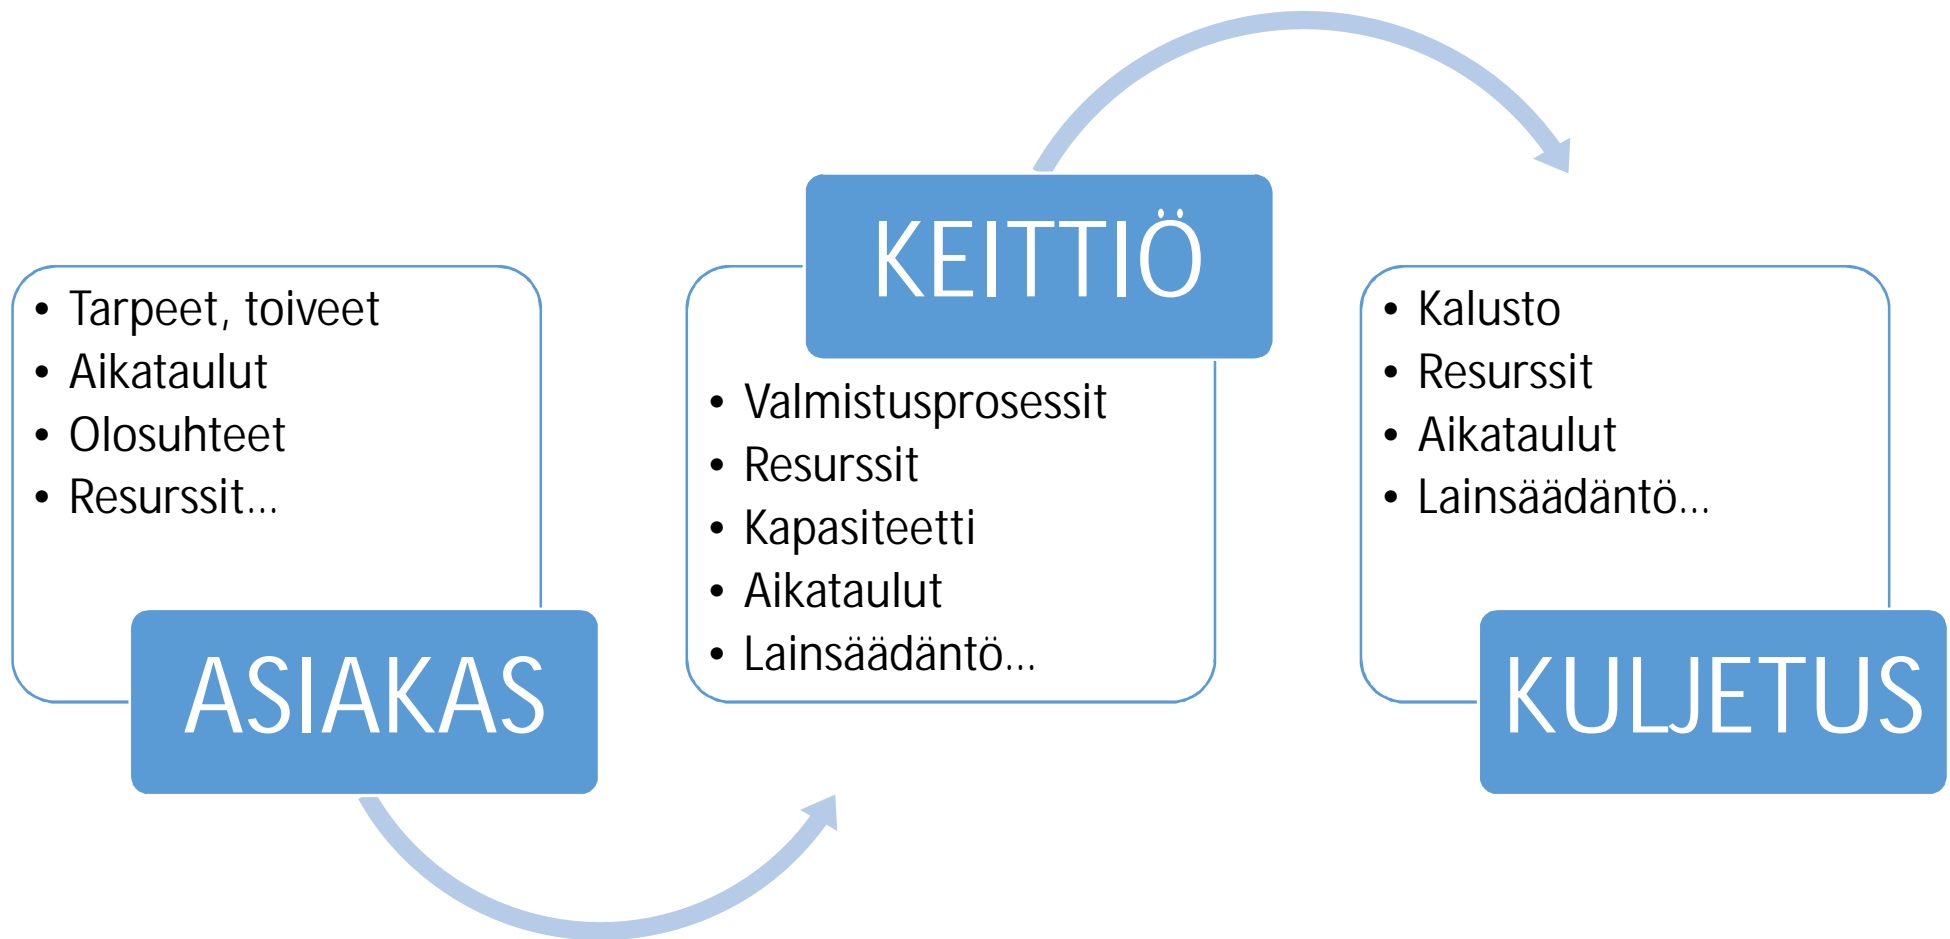 • Tarpeet, toiveet
• Aikataulut
• Olosuhteet
• Resurssit...
ASIAKAS
KEITTIÖ
• Valmistusprosessit
• Resurssit
• Kapasiteetti
• Aikataulut
• Lainsäädäntö...
• Kalusto
• Resurssit
• Aikataulut
• Lainsäädäntö...
KULJETUS